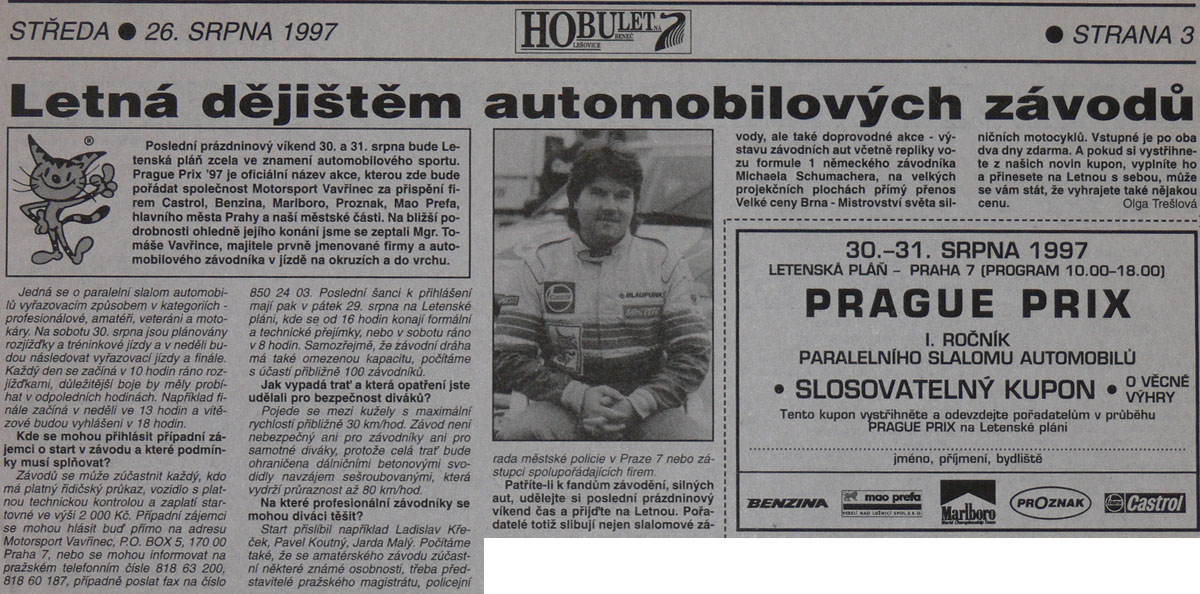 STŘEDA ● 26. SRPNA 1997
HOBULET NA 7
LEŠOVICE
BENEČ
● STRANA 3
Letná dějištěm automobilových závodů
®
Poslední prázdninový víkend 30. a 31. srpna bude Le-
tenská pláň zcela ve znamení automobilového sportu.
Prague Prix '97 je oficiální název akce, kterou zde bude
pořádat společnost Motorsport Vavřinec za přispění fi-
rem Castrol, Benzina, Marlboro, Proznak, Mao Prefa,
hlavního města Prahy a naší městské části. Na bližší po-
drobnosti ohledně jejího konání jsme se zeptali Mgr. To-
máše Vavřince, majitele prvně jmenované firmy a auto-
mobilového závodníka v jízdě na okruzích a do vrchu.
Jedná se o paralelní slalom automobi-
lů vyřazovacím způsobem v kategoriích -
profesionálové, amatéři, veteráni a moto-
káry. Na sobotu 30. srpna jsou plánovány
rozjížďky a tréninkové jízdy a v neděli bu-
dou následovat vyřazovací jízdy a finále.
Každý den se začíná v 10 hodin ráno roz-
jížďkami, důležitější boje by měly probí-
hat v odpoledních hodinách. Například fi-
nále začíná v neděli ve 13 hodin a vítě-
zové budou vyhlášeni v 18 hodin.
Kde se mohou přihlásit případní zá-
jemci o start v závodu a které podmín-
ky musí splňovat?
Závodů se může zúčastnit každý, kdo
má platný řidičský průkaz, vozidlo s plat-
nou technickou kontrolou a zaplatí star-
tovné ve výši 2 000 Kč. Případní zájemci
se mohou hlásit buď přímo na adresu
Motorsport Vavřinec, P.O. BOX 5, 170 00
Praha 7, nebo se mohou informovat na
pražském telefonním čísle 818 63 200,
818 60 187, případně poslat fax na číslo
850 24 03. Poslední šanci k přihlášení
mají pak v pátek 29. srpna na Letenské
pláni, kde se od 16 hodin konají formální
a technické přejímky, nebo v sobotu ráno
v 8 hodin. Samozřejmě, že závodní dráha
má také omezenou kapacitu, počítáme
s účastí přibližně 100 závodníků.
Jak vypadá trať a která opatření jste
udělali pro bezpečnost diváků?
Pojede se mezi kužely s maximální
rychlostí přibližně 30 km/hod. Závod není
nebezpečný ani pro závodníky ani pro
samotné diváky, protože celá trať bude
ohraničena dálničními betonovými svo-
didly navzájem sešroubovanými, která
vydrží průraznost až 80 km/hod.
Na které profesionální závodníky se
mohou diváci těšit?
Start přislíbil například Ladislav Kře-
ček, Pavel Koutný, Jarda Malý. Počítáme
také, že se amatérského závodu zúčast-
ní některé známé osobnosti, třeba před-
stavitelé pražského magistrátu, policejní
Castrol
BLAUPUNKT
rada městské policie v Praze 7 nebo zá-
stupci spolupořádajících firem.
Patříte-li k fandům závodění, silných
aut, udělejte si poslední prázdninový
víkend čas a přijďte na Letnou. Pořa-
datelé totiž slibují nejen slalomové zá-
vody, ale také doprovodné akce - vý-
stavu závodních aut včetně repliky vo-
zu formule 1 německého závodníka
Michaela Schumachera, na velkých
projekčních plochách přímý přenos
Velké ceny Brna - Mistrovství světa sil-
ničních motocyklů. Vstupné je po oba
dva dny zdarma. A pokud si vystřihne-
te z našich novin kupon, vyplníte ho
a přinesete na Letnou s sebou, může
se vám stát, že vyhrajete také nějakou
cenu.
Olga Trešlová
30.–31. SRPNA 1997
LETENSKÁ PLÁŇ – PRAHA 7 (PROGRAM 10.00–18.00)
PRAGUE PRIX
I. ROČNÍK
PARALELNÍHO SLALOMU AUTOMOBILŮ
• SLOSOVATELNÝ KUPON • O VĚCNÉ VÝHRY
Tento kupon vystřihněte a odevzdejte pořadatelům v průběhu
PRAGUE PRIX na Letenské pláni
jméno, příjmení, bydliště
BENZINA
mao prefa
VESELÍ NAD LUŽNICÍ SPOL.S R.O.
Marlboro
World Championship Team
PROZNAK
Castrol